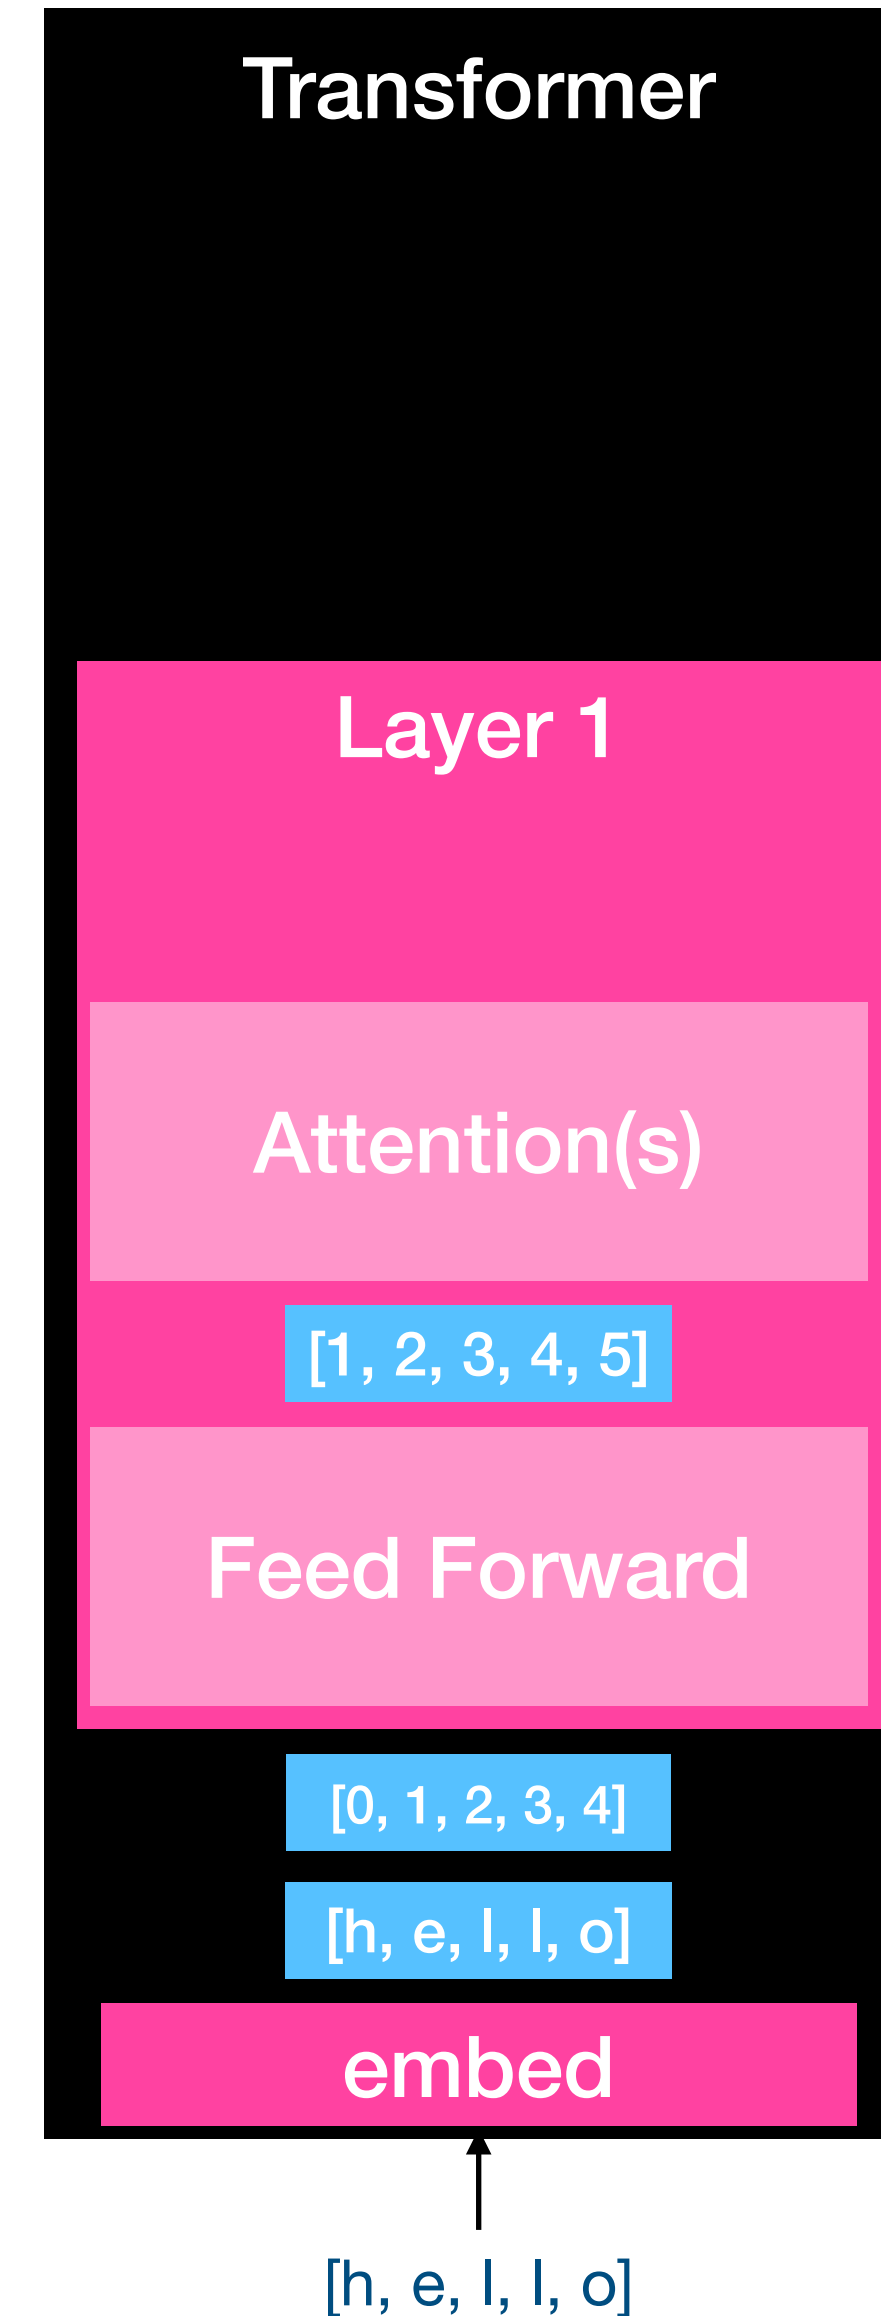 Transformer
Layer 1
Attention(s)
[1, 2, 3, 4, 5]
Feed Forward
[0, 1, 2, 3, 4]
[h, e, l, l, o]
embed
[h, e, l, l, o]